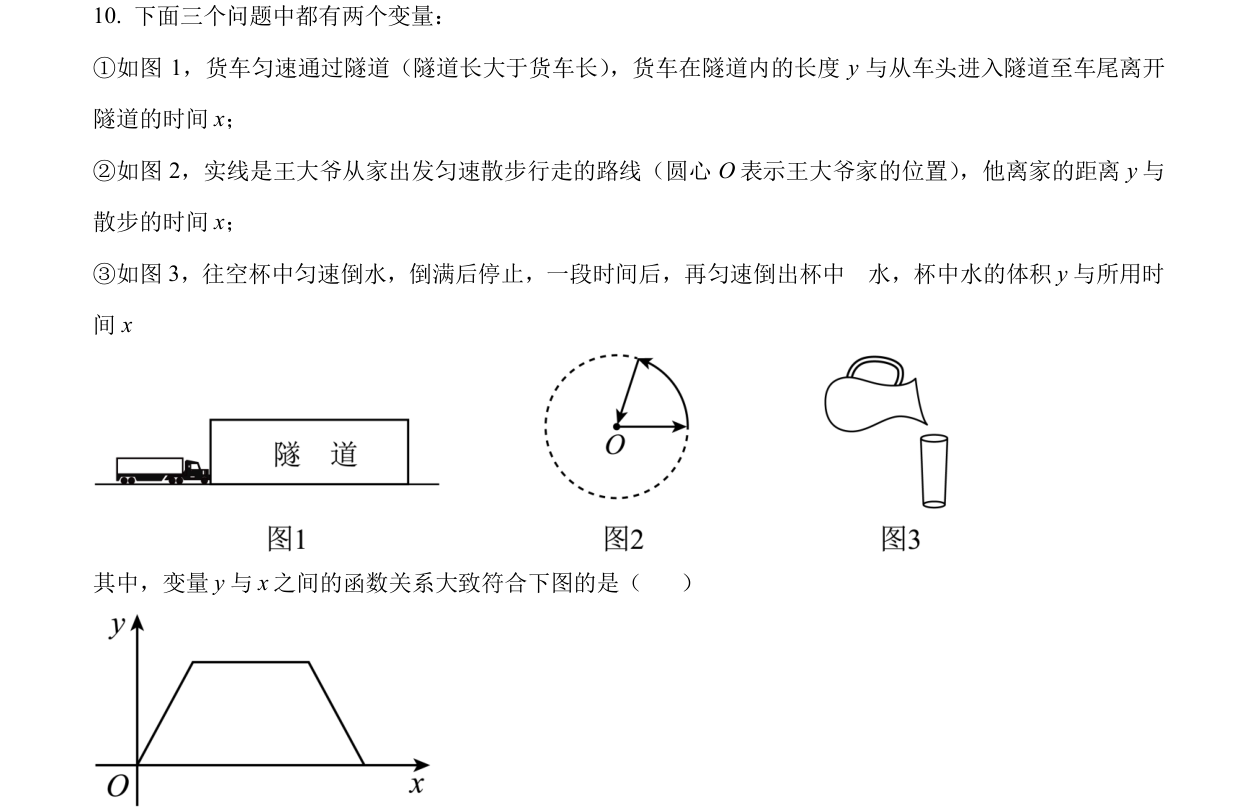 10. 下面三个问题中都有两个变量：
①如图 1，货车匀速通过隧道（隧道长大于货车长），货车在隧道内的长度 y 与从车头进入隧道至车尾离开
隧道的时间 x；
②如图 2，实线是王大爷从家出发匀速散步行走的路线（圆心 O 表示王大爷家的位置），他离家的距离 y 与
散步的时间 x；
③如图 3，往空杯中匀速倒水，倒满后停止，一段时间后，再匀速倒出杯中 水，杯中水的体积 y 与所用时
间 x
隧 道
O
图1 图2 图3
其中，变量 y 与 x 之间的函数关系大致符合下图的是（ ）
y
O x